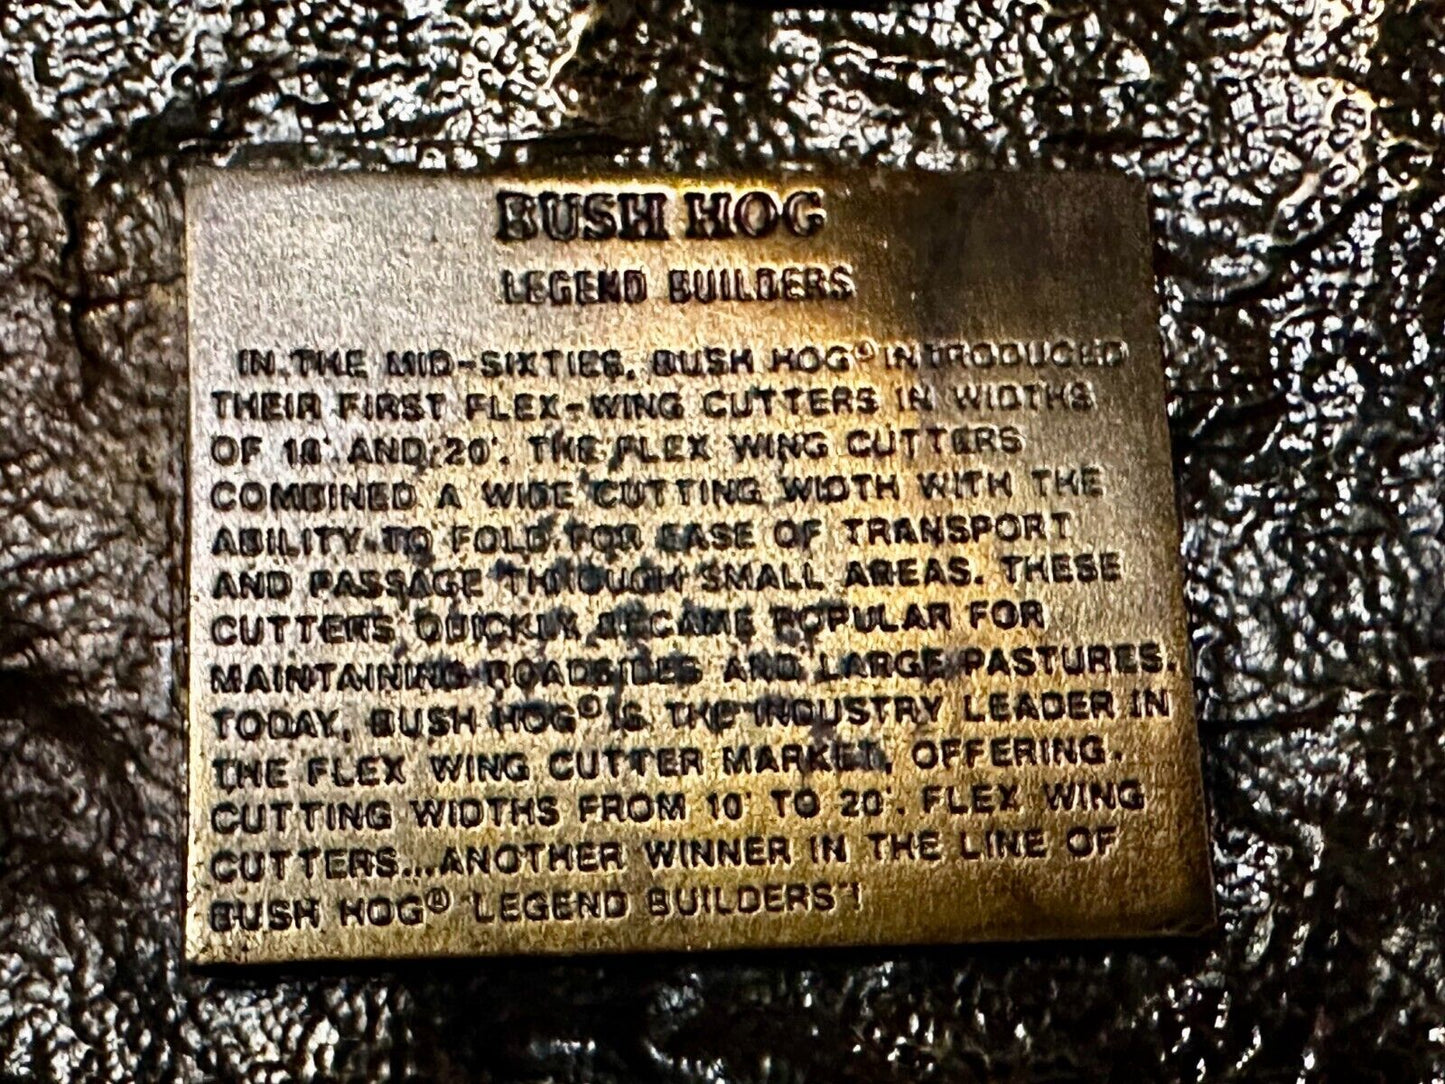 BUSH HOG
LEGEND BUILDERS
IN THE MID-SIXTIES, BUSH HOG® INTRODUCED
THEIR FIRST FLEX-WING CUTTERS IN WIDTHS
OF AND 20'. THE FLEX WING CUTTERS
COMBINED A WIDE CUTTING WIDTH WITH THE
ABILITY TO FOLD FOR EASE OF TRANSPORT
AND PASSAGE THROUGH SMALL AREAS. THESE
CUTTERS QUICKLY BECAME POPULAR FOR
MAINTAINING ROADSIDES AND LARGE PASTURES.
TODAY, BUSH HOG® IS THE INDUSTRY LEADER IN
THE FLEX WING CUTTER MARKET, OFFERING
CUTTING WIDTHS FROM 10' TO 20'. FLEX WING
CUTTERS...ANOTHER WINNER IN THE LINE OF
BUSH HOG® "LEGEND BUILDERS"!